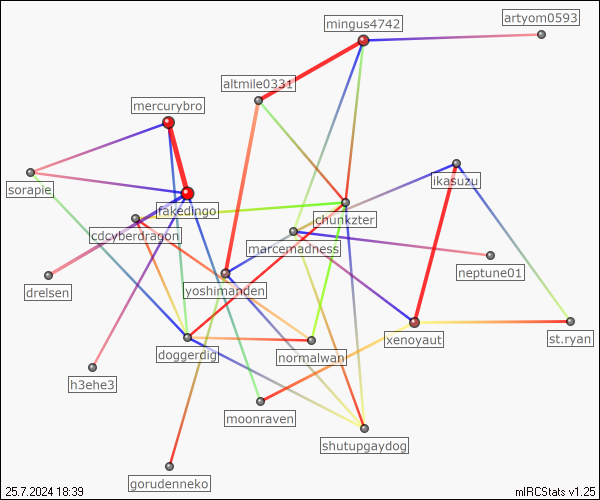 artyom0593
mingus4742
altmile0331
mercurybro
ikasuzu
sorapie
fakedingo
chunkzter
lcdcyberdragon
marcemadness
neptune01
drelsen
yoshimanden
xenoyaut
st.ryan
doggerdig
normalwan
h3ehe3
moonraven
shutupgaydog
gorudenneko
25.7.2024 18:39
mIRCStats v1.25